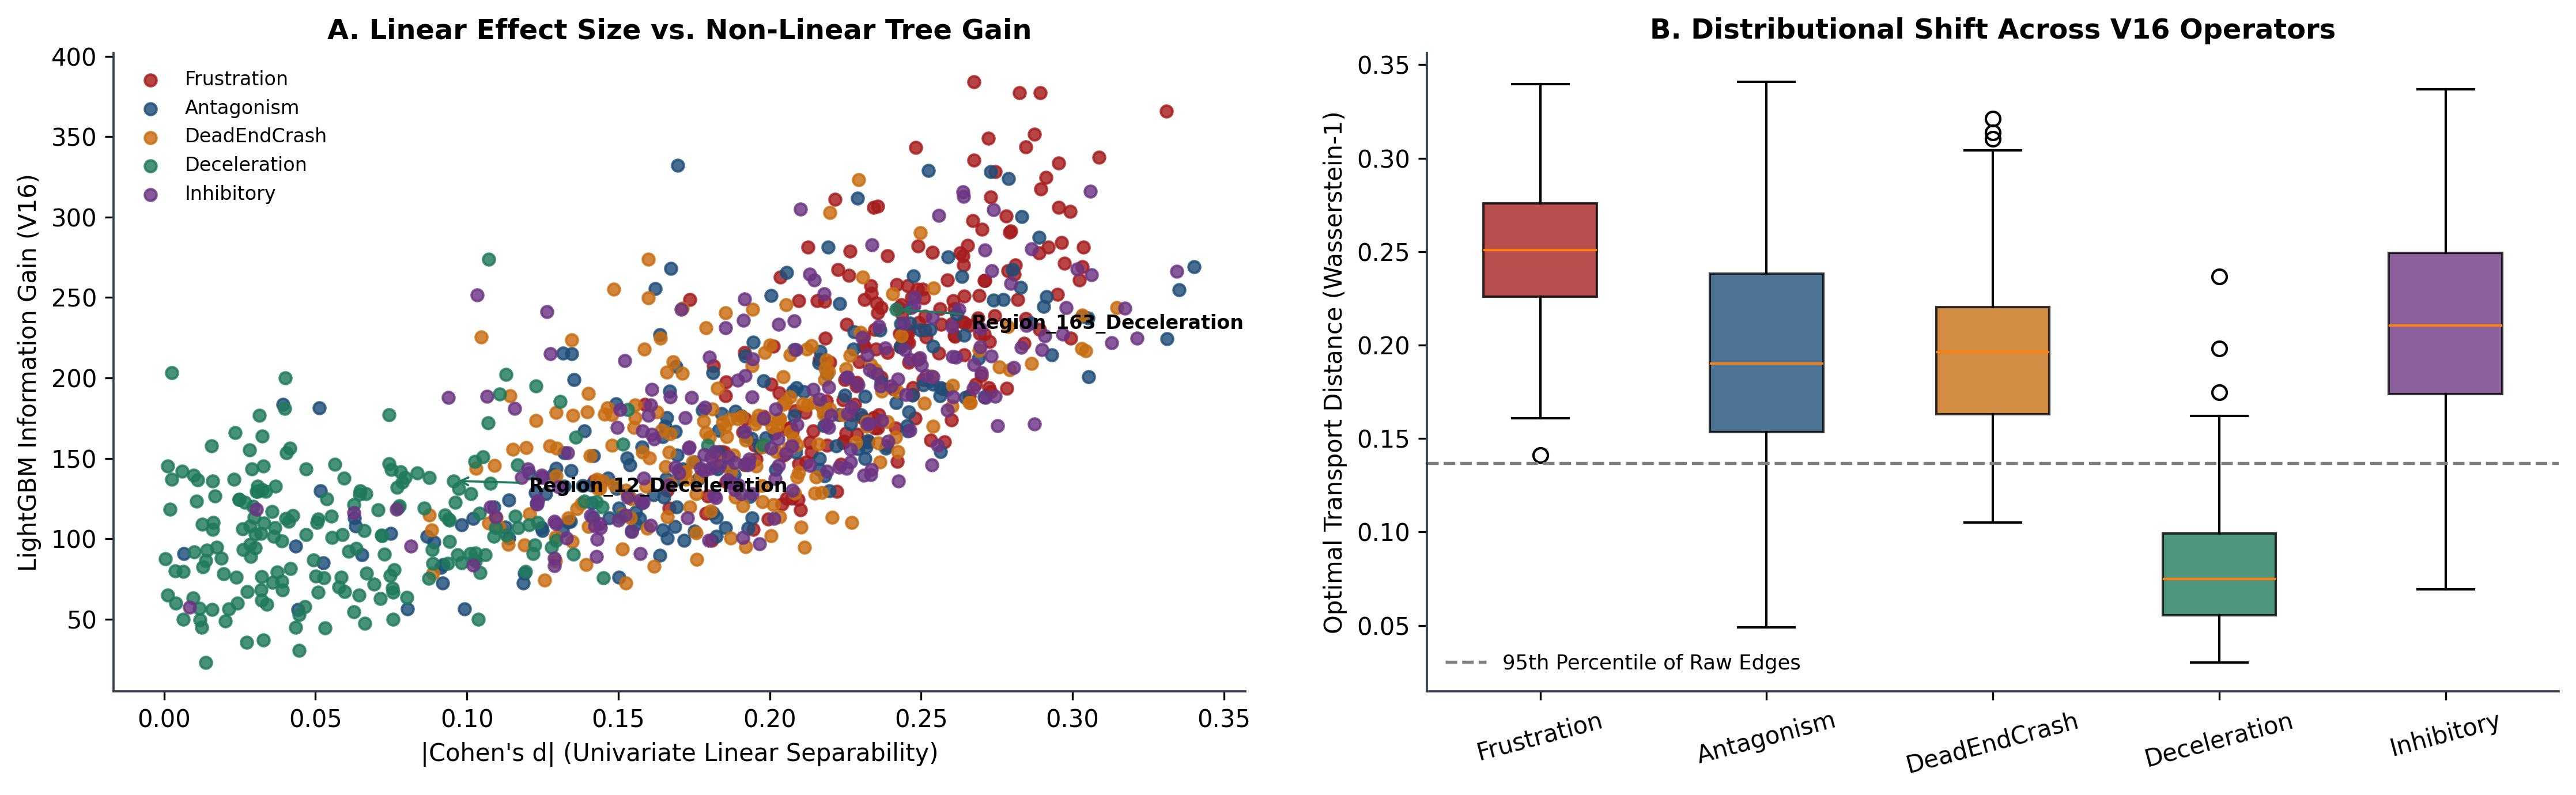 A. Linear Effect Size vs. Non-Linear Tree Gain
LightGBM Information Gain (V16)
400
350
300
250
200
150
100
50
Frustration
Antagonism
DeadEndCrash
Deceleration
Inhibitory
Region_163_Deceleration
Region_12_Deceleration
0.00 0.05 0.10 0.15 0.20 0.25 0.30 0.35
|Cohen's d| (Univariate Linear Separability)
B. Distributional Shift Across V16 Operators
Optimal Transport Distance (Wasserstein-1)
0.35
0.30
0.25
0.20
0.15
0.10
0.05
95th Percentile of Raw Edges
Frustration Antagonism DeadEndCrash Deceleration Inhibitory